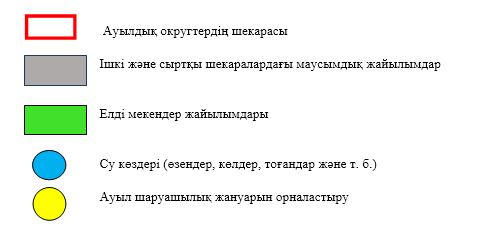 Ауылдық округтердің шекарасы
Ішкі және сыртқы шекаралардағы маусымдық жайылымдар
Елді мекендер жайылымдары
Су көздері (өзендер, көлдер, тоғандар және т. б.)
Ауыл шаруашылық жануарын орналастыру